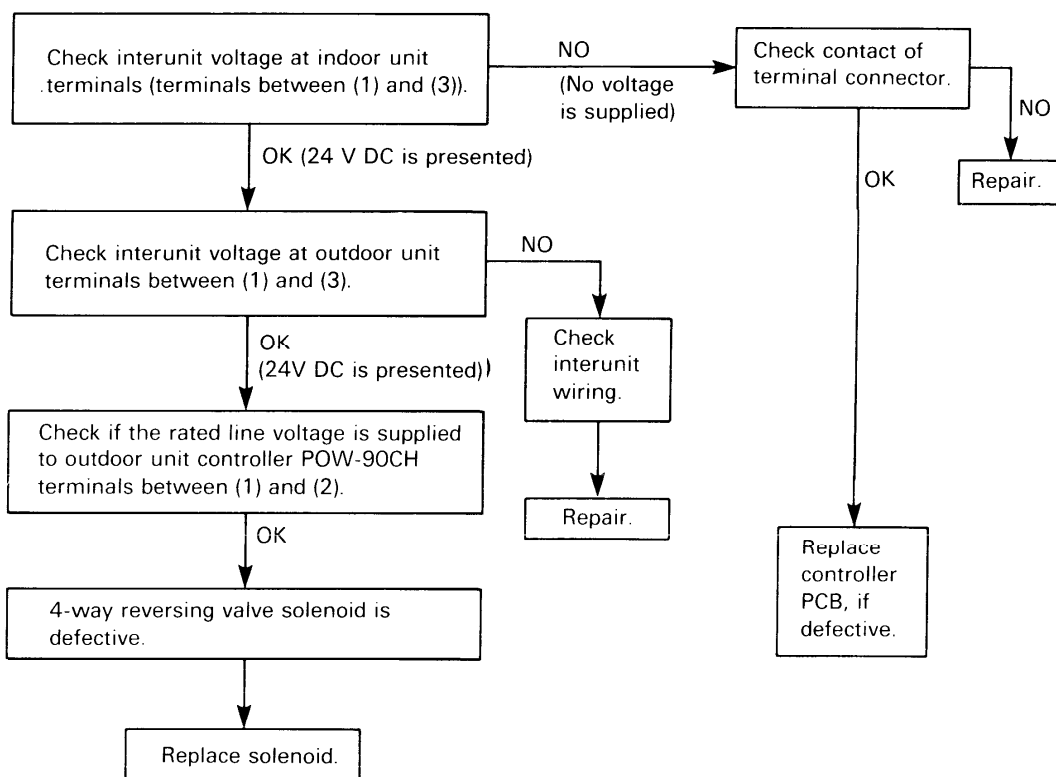 Check interunit voltage at indoor unit
.terminals (terminals between (1) and (3)).
NO
(No voltage
is supplied)
Check contact of
terminal connector.
NO
Repair.
OK
Replace
controller
PCB, if
defective.
OK (24 V DC is presented)
Check interunit voltage at outdoor unit
terminals between (1) and (3).
NO
Check
interunit
wiring.
Repair.
OK
(24V DC is presented))
Check if the rated line voltage is supplied
to outdoor unit controller POW-90CH
terminals between (1) and (2).
OK
4-way reversing valve solenoid is
defective.
Replace solenoid.